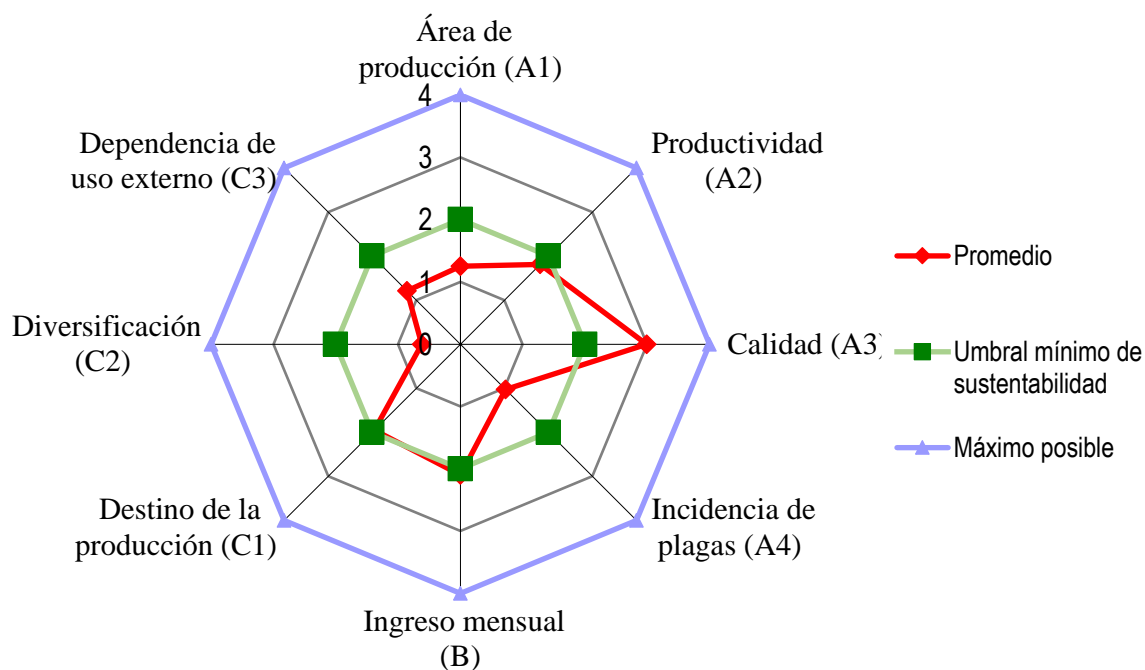 Área de
producción (A1)
4
3
2
1
0
Productividad
(A2)
Calidad (A3)
Incidencia de
plagas (A4)
Ingreso mensual
(B)
Destino de la
producción (C1)
Diversificación
(C2)
Dependencia de
uso externo (C3)
Promedio
Umbral mínimo de
sustentabilidad
Máximo posible